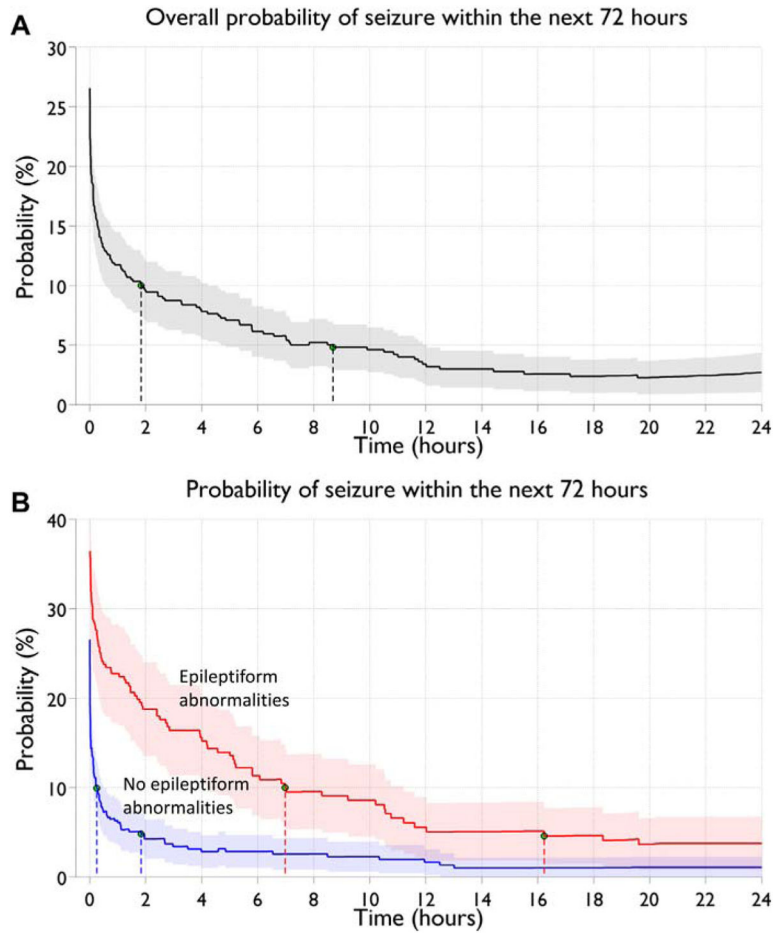 A
Overall probability of seizure within the next 72 hours
Probability (%)
30
25
20
15
10
5
0
0 2 4 6 8 10 12 14 16 18 20 22 24
Time (hours)
B
Probability of seizure within the next 72 hours
Probability (%)
40
30
20
10
0
Epileptiform
abnormalities
No epileptiform
abnormalities
0 2 4 6 8 10 12 14 16 18 20 22 24
Time (hours)